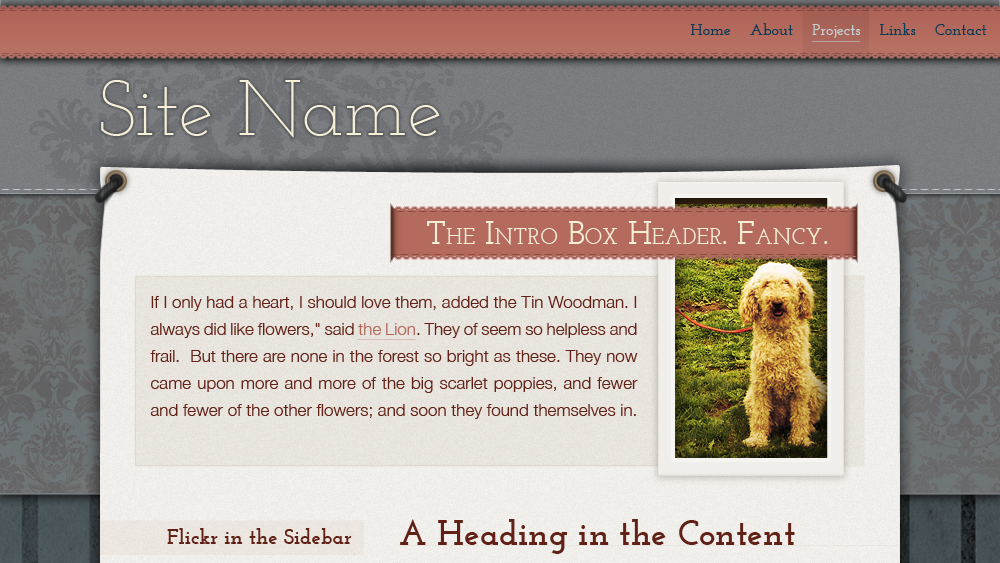 Home About Projects Links Contact
Site Name
The Intro Box Header. Fancy.
If I only had a heart, I should love them, added the Tin Woodman. I
always did like flowers," said the Lion. They of seem so helpless and
frail. But there are none in the forest so bright as these. They now
came upon more and more of the big scarlet poppies, and fewer
and fewer of the other flowers; and soon they found themselves in.
Flickr in the Sidebar
A Heading in the Content